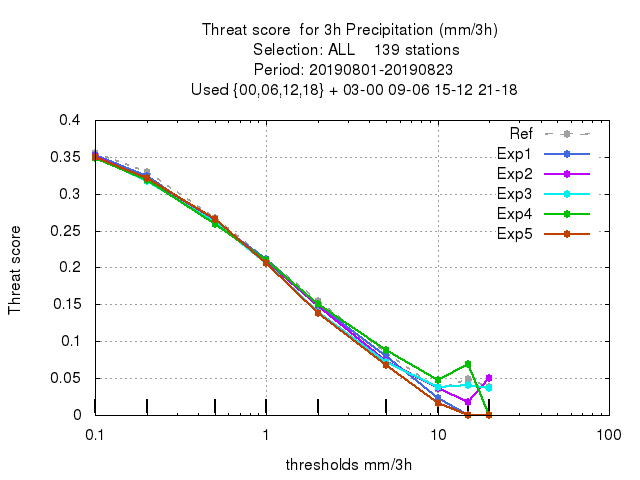 Threat score  for 3h Precipitation (mm/3h)
Selection: ALL    139 stations
Period: 20190801-20190823
Used {00,06,12,18} + 03-00 09-06 15-12 21-18
Ref
Exp1
Exp2
Exp3
Exp4
Exp5
0.4
0.35
0.3
0.25
0.2
0.15
0.1
0.05
0
Threat score
0.1 1 10 100
thresholds mm/3h